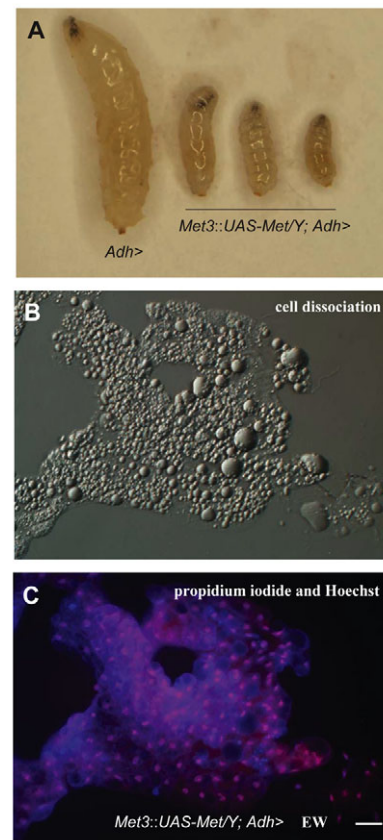 A
Adh>
Met3::UAS-Met/Y; Adh>
B
cell dissociation
C
propidium iodide and Hoechst
Met3::UAS-Met/Y; Adh> EW